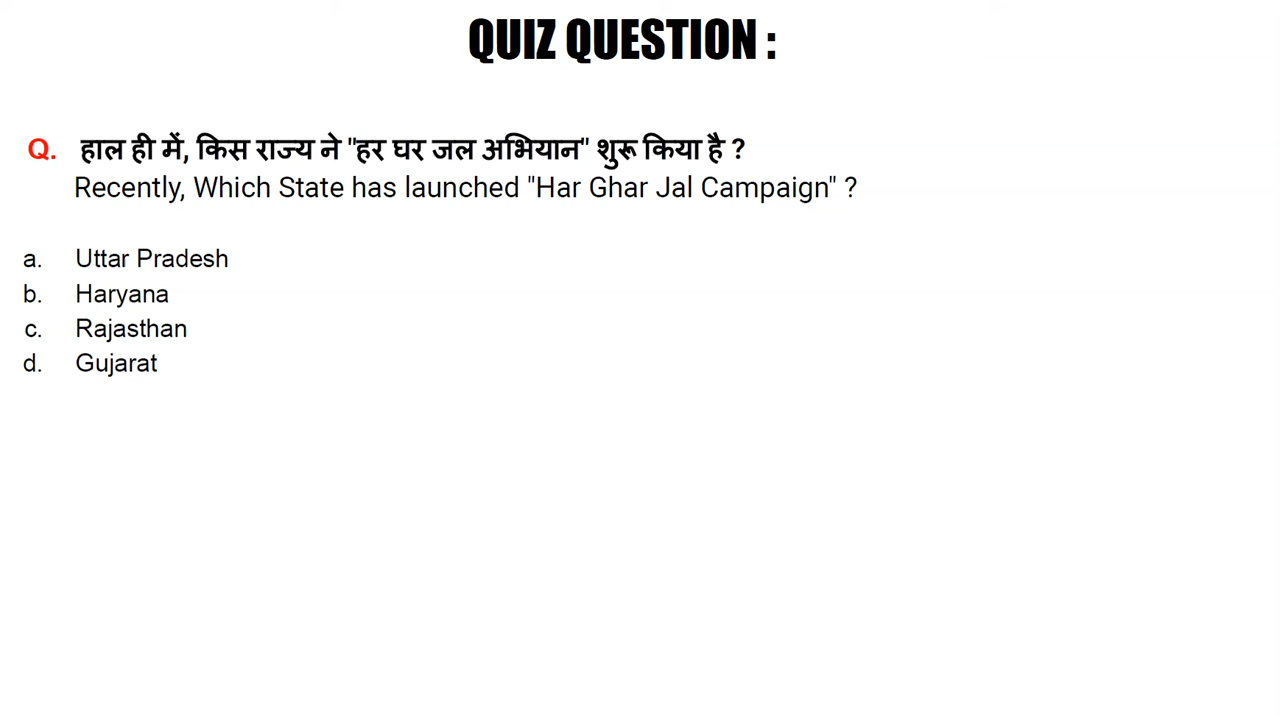 QUIZ QUESTION :
Q. हाल ही में, किस राज्य ने "हर घर जल अभियान" शुरू किया है ?
Recently, Which State has launched "Har Ghar Jal Campaign" ?
a. Uttar Pradesh
b. Haryana
c. Rajasthan
d. Gujarat